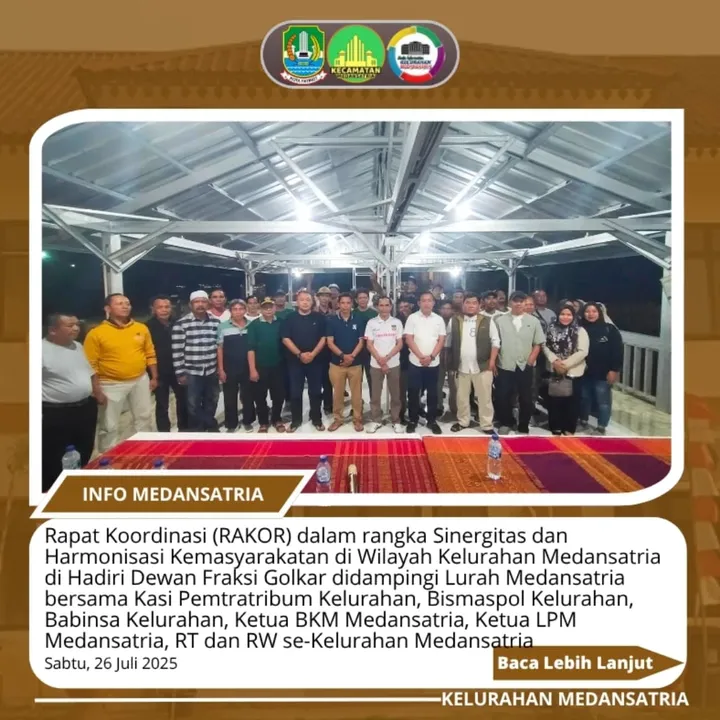 KECAMATAN
MEDANSATRIA
INFO MEDANSATRIA
Rapat Koordinasi (RAKOR) dalam rangka Sinergitas dan
Harmonisasi Kemasyarakatan di Wilayah Kelurahan Medansatria
di Hadiri Dewan Fraksi Golkar didampingi Lurah Medansatria
bersama Kasi Pemtratribum Kelurahan, Bismaspol Kelurahan,
Babinsa Kelurahan, Ketua BKM Medansatria, Ketua LPM
Medansatria, RT dan RW se-Kelurahan Medansatria
Sabtu, 26 Juli 2025
Baca Lebih Lanjut
KELURAHAN MEDANSATRIA